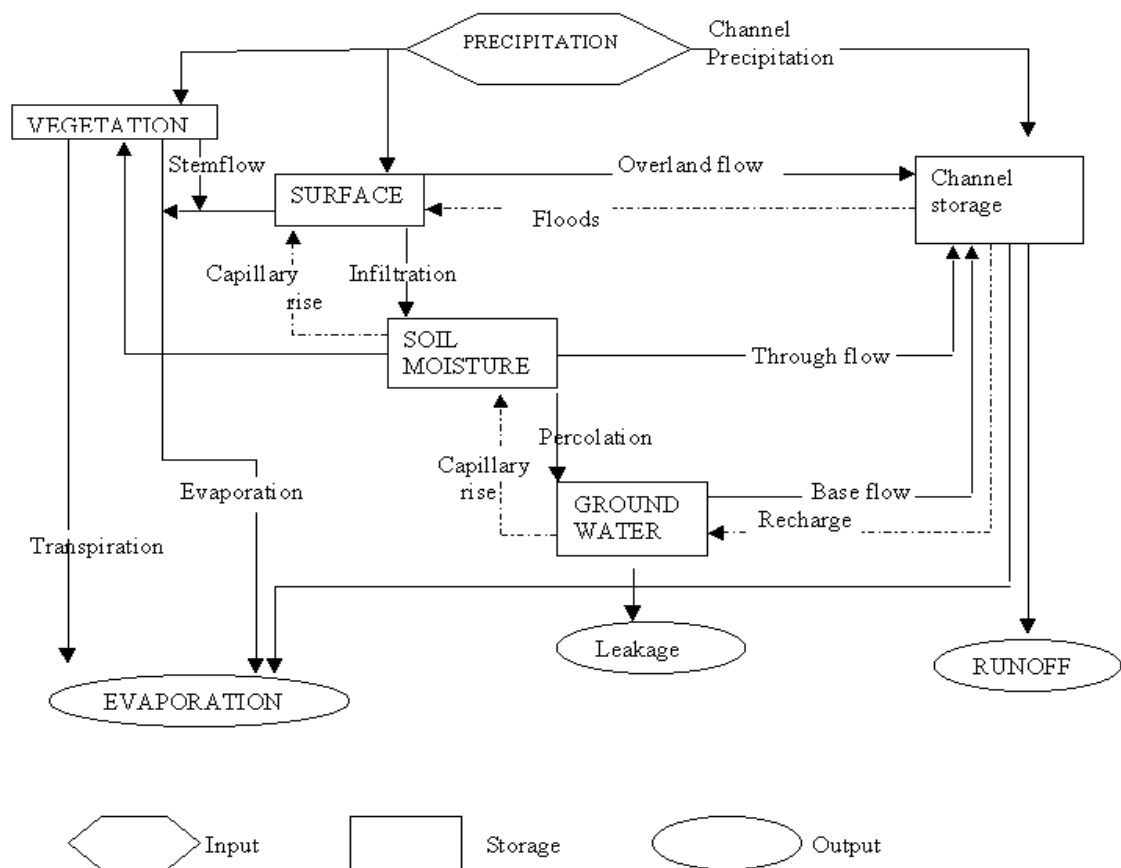 PRECIPITATION
Channel
Precipitation
VEGETATION
Stemflow
SURFACE
Overland flow
Floods
Channel
storage
Capillary
rise
Infiltration
SOIL
MOISTURE
Through flow
Percolation
Capillary
rise
Evaporation
GROUND
WATER
Base flow
Recharge
Transpiration
Leakage
RUNOFF
EVAPORATION
Input
Storage
Output